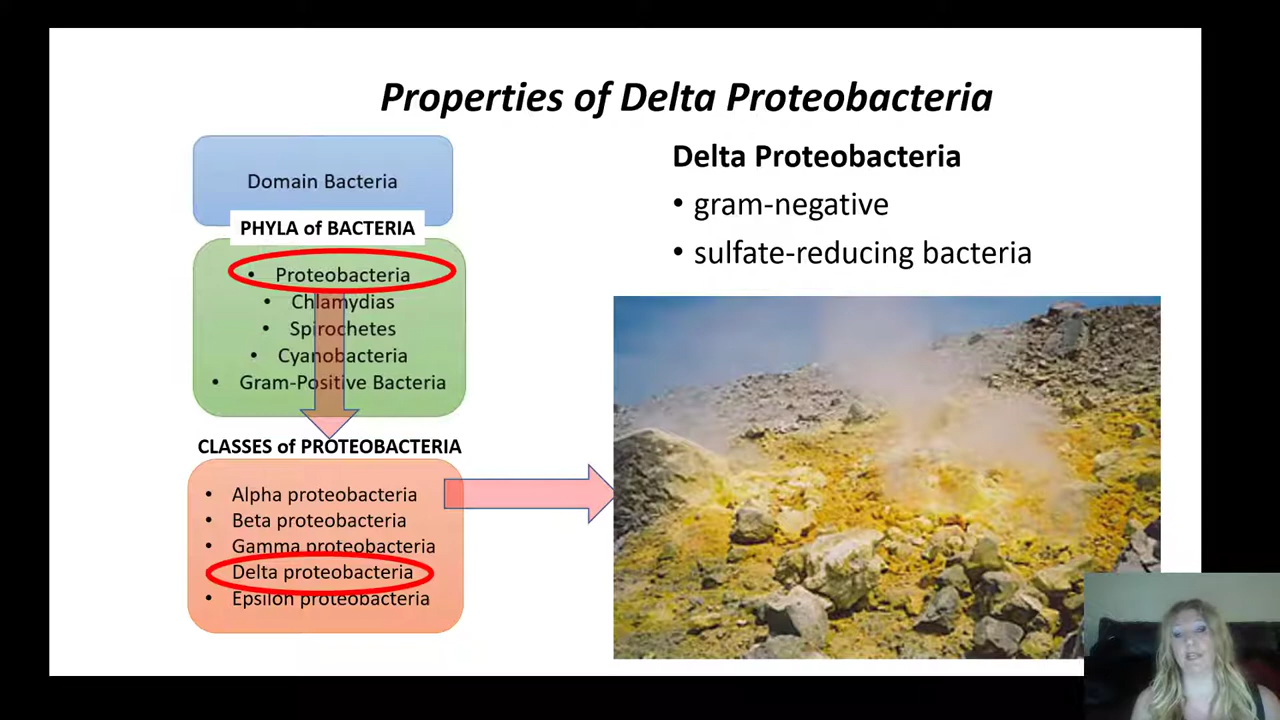 Properties of Delta Proteobacteria
Domain Bacteria
PHYLA of BACTERIA
• Proteobacteria
• Chlamydias
• Spirochetes
• Cyanobacteria
• Gram-Positive Bacteria
CLASSES of PROTEOBACTERIA
• Alpha proteobacteria
• Beta proteobacteria
• Gamma proteobacteria
Delta proteobacteria
• Epsilon proteobacteria
Delta Proteobacteria
• gram-negative
• sulfate-reducing bacteria